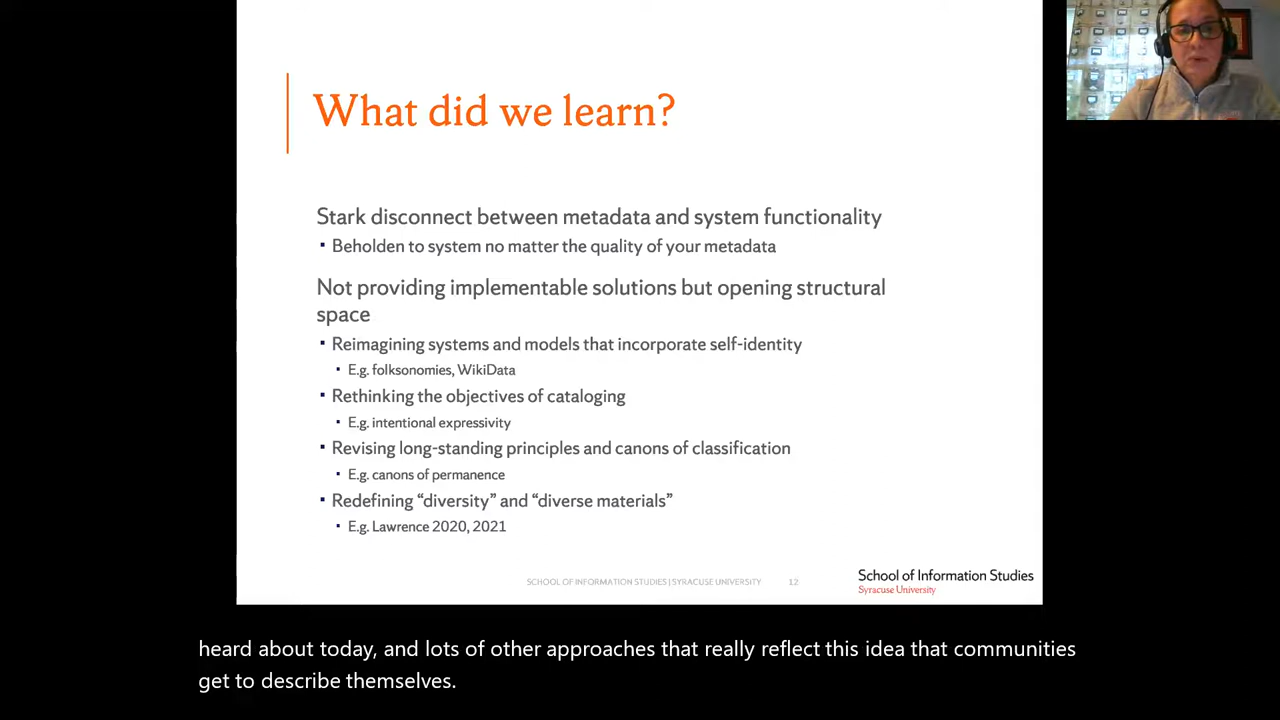 What did we learn?
Stark disconnect between metadata and system functionality
▪ Beholden to system no matter the quality of your metadata
Not providing implementable solutions but opening structural
space
▪ Reimagining systems and models that incorporate self-identity
▪ E.g. folksonomies, WikiData
▪ Rethinking the objectives of cataloging
▪ E.g. intentional expressivity
▪ Revising long-standing principles and canons of classification
▪ E.g. canons of permanence
▪ Redefining “diversity” and “diverse materials”
▪ E.g. Lawrence 2020, 2021
SCHOOL OF INFORMATION STUDIES | SYRACUSE UNIVERSITY 12
School of Information Studies
Syracuse University
heard about today, and lots of other approaches that really reflect this idea that communities
get to describe themselves.